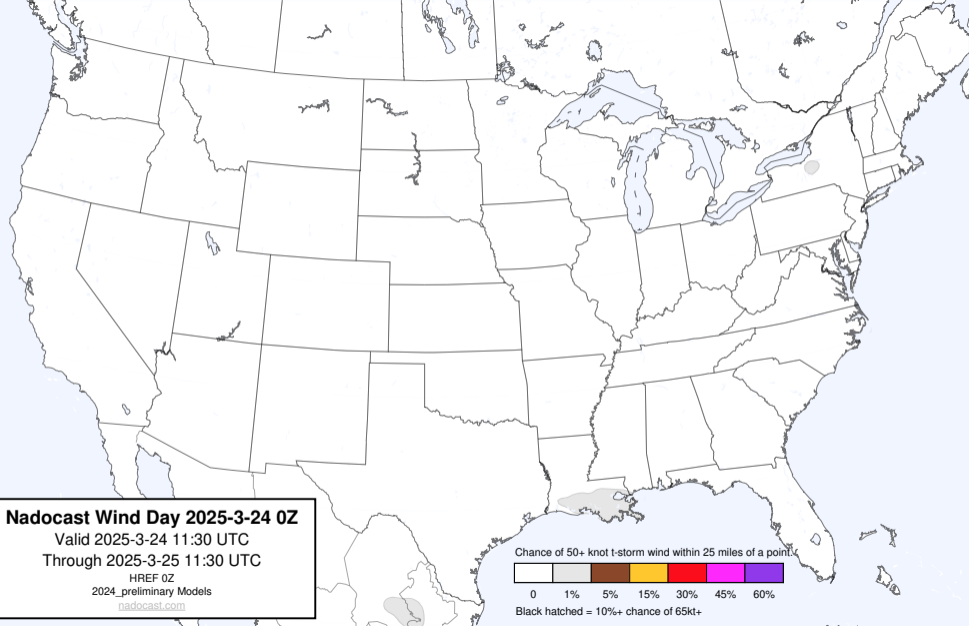 Nadocast Wind Day 2025-3-24 0Z
Valid 2025-3-24 11:30 UTC
Through 2025-3-25 11:30 UTC
HREF 0Z
2024_preliminary Models
nadocast.com
Chance of 50+ knot t-storm wind within 25 miles of a point.
0 1% 5% 15% 30% 45% 60%
Black hatched = 10%+ chance of 65kt+